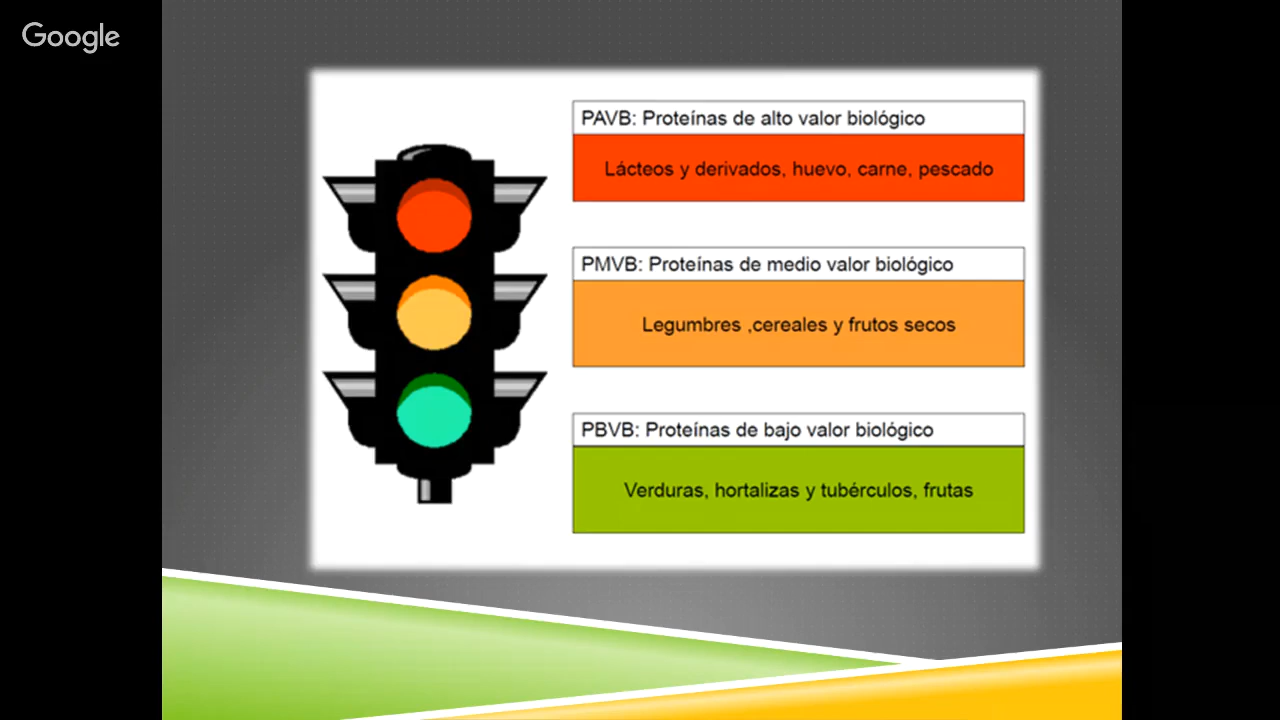 Google
PAVB: Proteínas de alto valor biológico
Lácteos y derivados, huevo, carne, pescado
PMVB: Proteínas de medio valor biológico
Legumbres ,cereales y frutos secos
PBVB: Proteínas de bajo valor biológico
Verduras, hortalizas y tubérculos, frutas